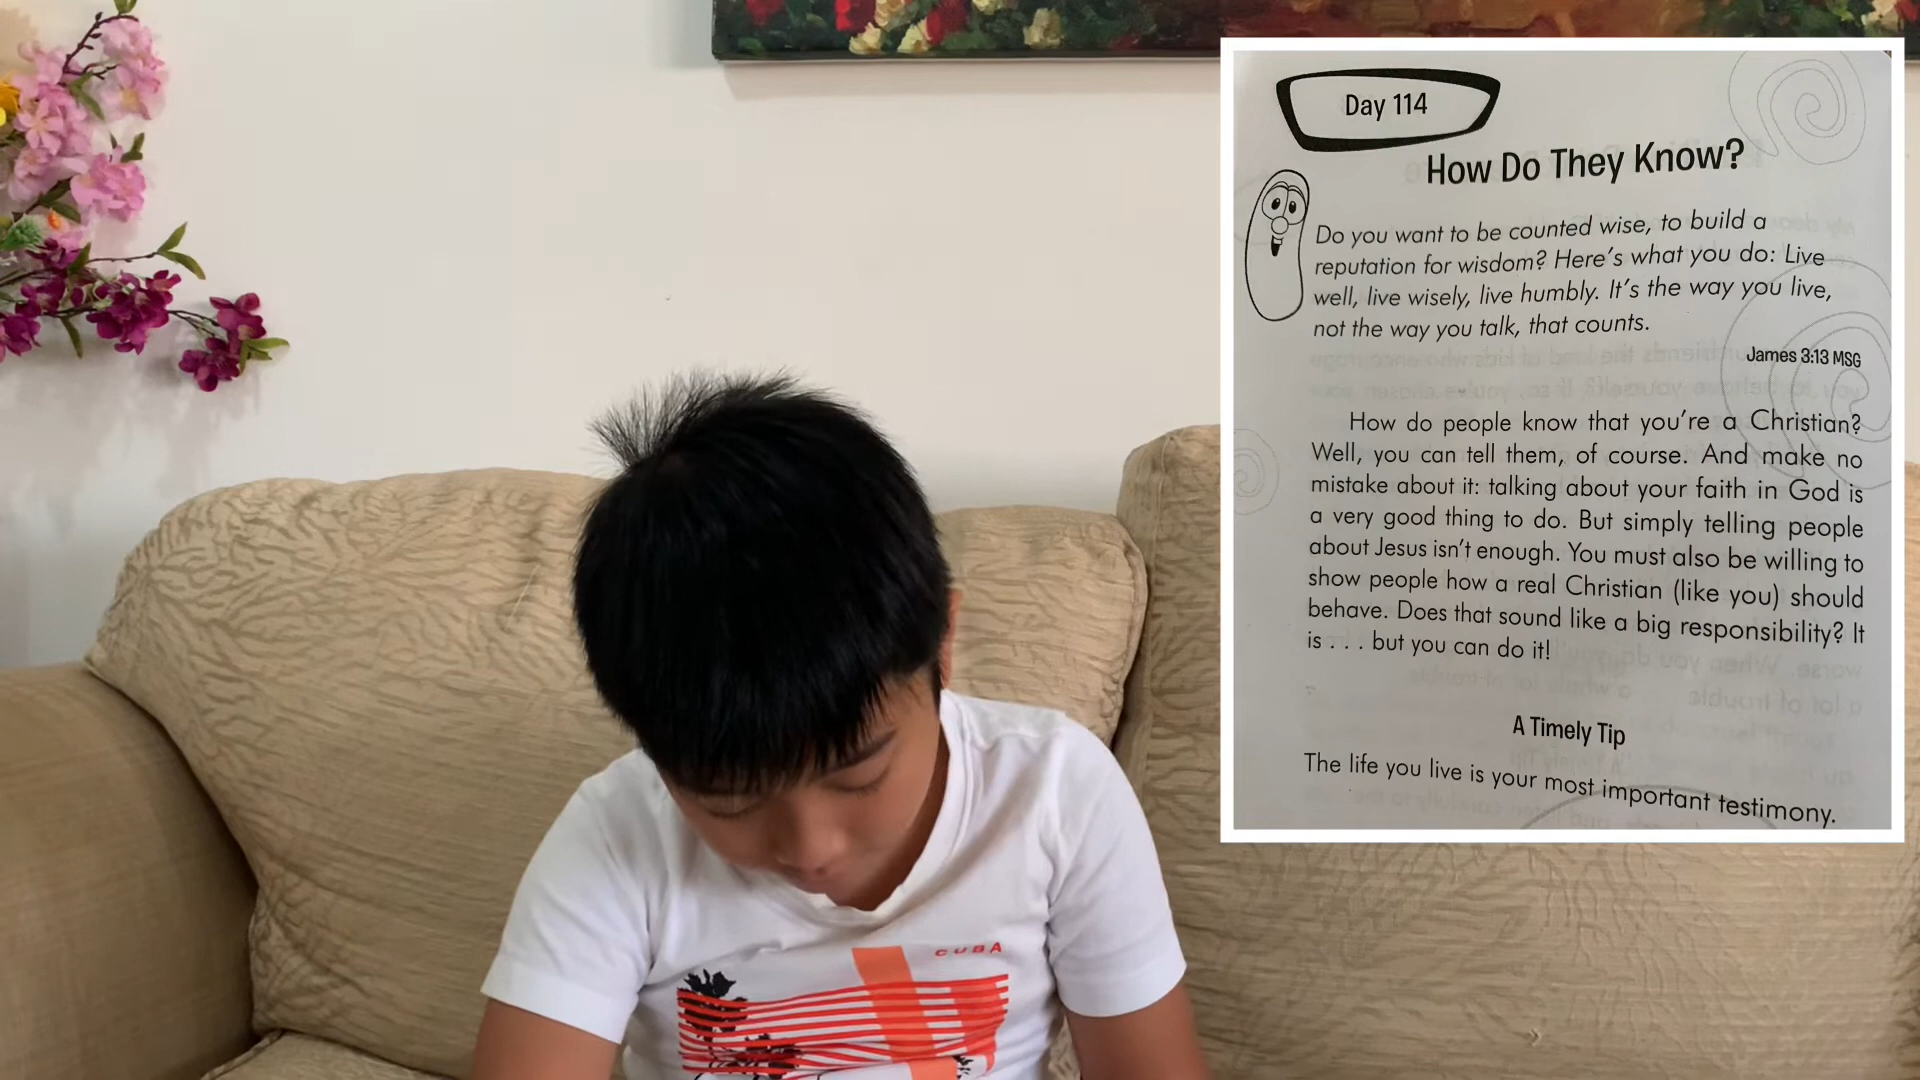 Day 114
How Do They Know?
Do you want to be counted wise, to build a
reputation for wisdom? Here's what you do: Live
well, live wisely, live humbly. It's the way you live,
not the way you talk, that counts.
James 3:13 MSG
How do people know that you're a Christian?
Well, you can tell them, of course. And make no
mistake about it: talking about your faith in God is
a very good thing to do. But simply telling people
about Jesus isn't enough. You must also be willing to
show people how a real Christian (like you) should
behave. Does that sound like a big responsibility? It
is . . . but you can do it!
A Timely Tip
The life you live is your most important testimony.
CUBA